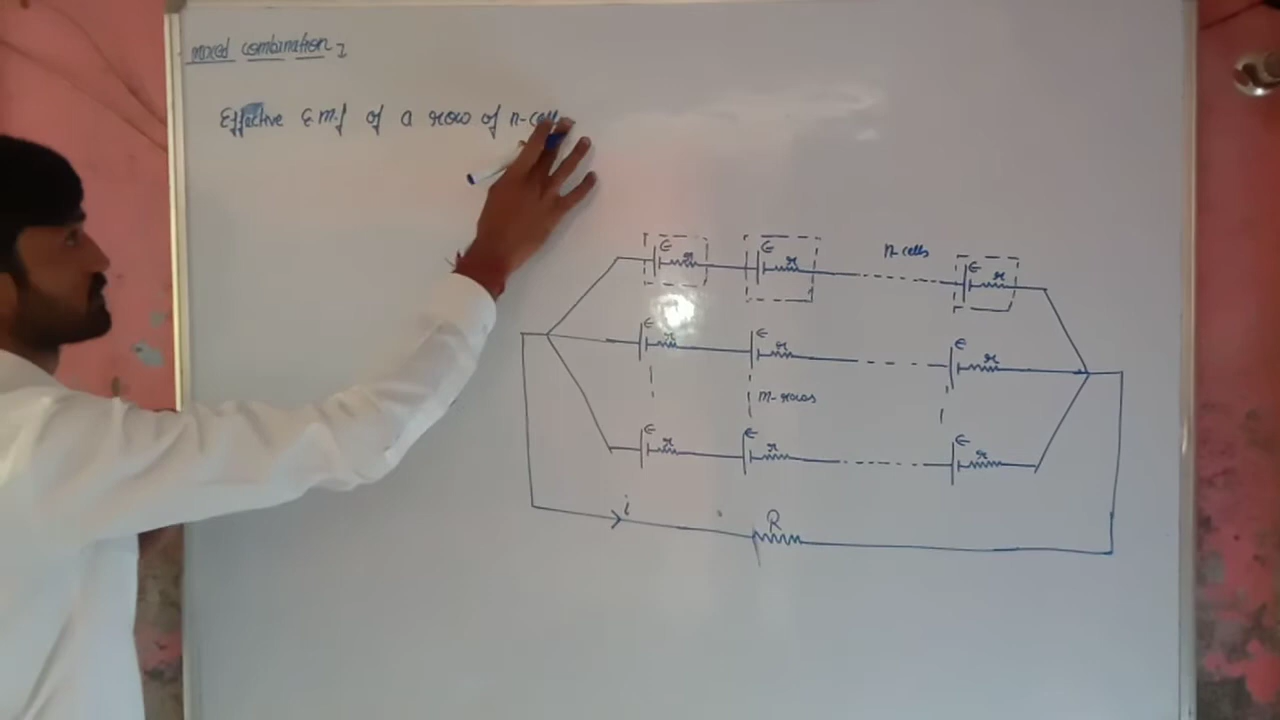 mixed combination :
Effective E.m.f of a row of n-cells
n-cells
E r E r E r
E r E r E r
m-rows
E r E r E r
i R